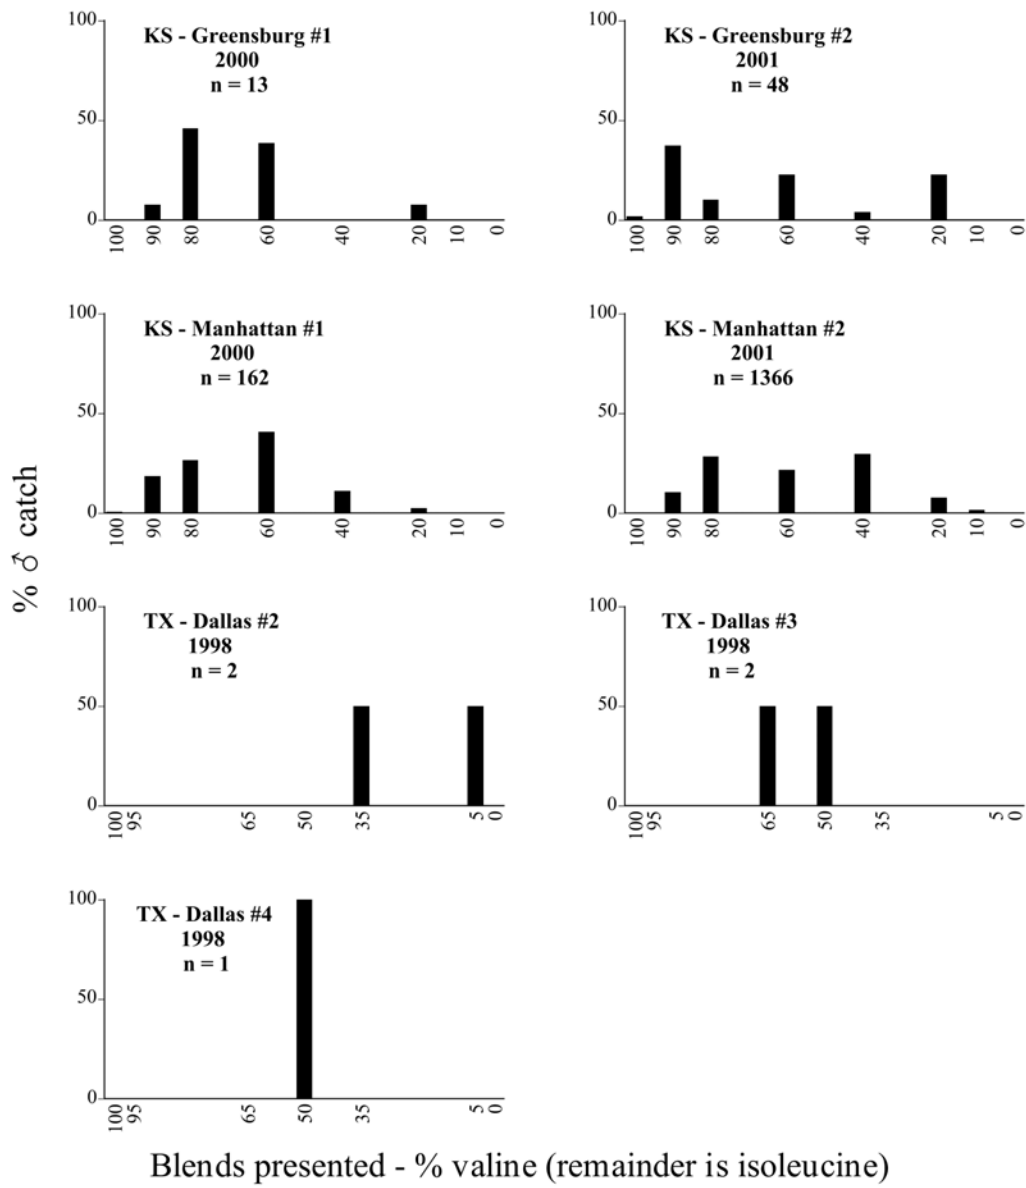 100
KS - Greensburg #1
2000
n = 13
50
0
100 90 80 60 40 20 10 0
100
KS - Greensburg #2
2001
n = 48
50
0
100 90 80 60 40 20 10 0
100
KS - Manhattan #1
2000
n = 162
50
0
100 90 80 60 40 20 10 0
100
KS - Manhattan #2
2001
n = 1366
50
0
100 90 80 60 40 20 10 0
% ♂ catch
100
TX - Dallas #2
1998
n = 2
50
0
100 95 65 50 35 5 0
100
TX - Dallas #3
1998
n = 2
50
0
100 95 65 50 35 5 0
100
TX - Dallas #4
1998
n = 1
50
0
100 95 65 50 35 5 0
Blends presented - % valine (remainder is isoleucine)